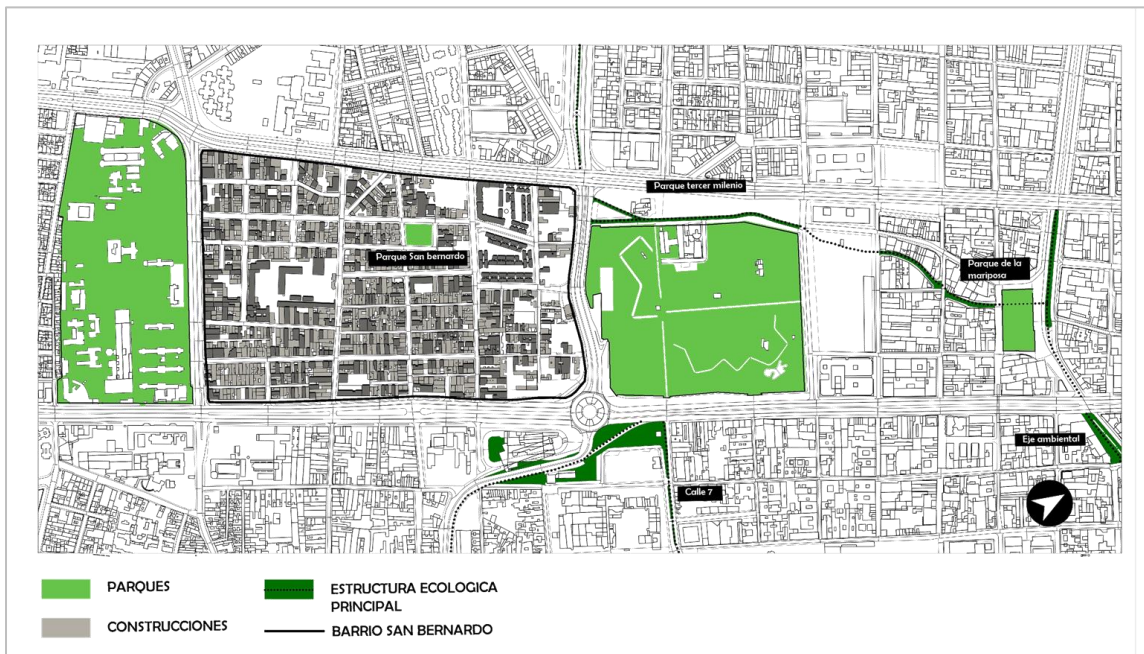 Parque tercer milenio
Parque San bernardo
Parque de la
mariposa
Eje ambiental
Calle 7
PARQUES
ESTRUCTURA ECOLOGICA
PRINCIPAL
CONSTRUCCIONES
BARRIO SAN BERNARDO